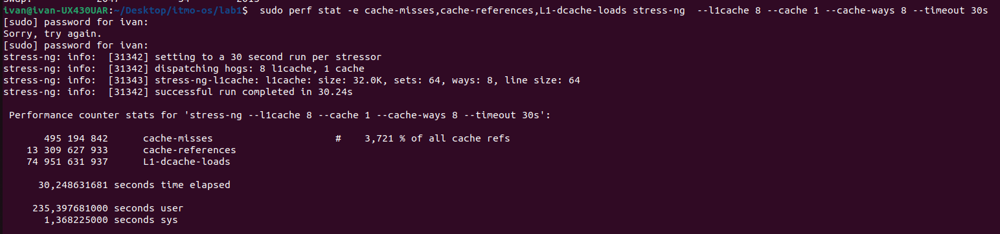 ivan@ivan-UX430UAR:~/Desktop/itmo-os/lab1$  sudo perf stat -e cache-misses,cache-references,L1-dcache-loads stress-ng  --l1cache 8 --cache 1 --cache-ways 8 --timeout 30s
[sudo] password for ivan:
Sorry, try again.
[sudo] password for ivan:
stress-ng: info:  [31342] setting to a 30 second run per stressor
stress-ng: info:  [31342] dispatching hogs: 8 l1cache, 1 cache
stress-ng: info:  [31343] stress-ng-l1cache: l1cache: size: 32.0K, sets: 64, ways: 8, line size: 64
stress-ng: info:  [31342] successful run completed in 30.24s
Performance counter stats for 'stress-ng --l1cache 8 --cache 1 --cache-ways 8 --timeout 30s':
495 194 842      cache-misses                     #    3,721 % of all cache refs
13 309 627 933      cache-references
74 951 631 937      L1-dcache-loads
30,248631681 seconds time elapsed
235,397681000 seconds user
1,368225000 seconds sys